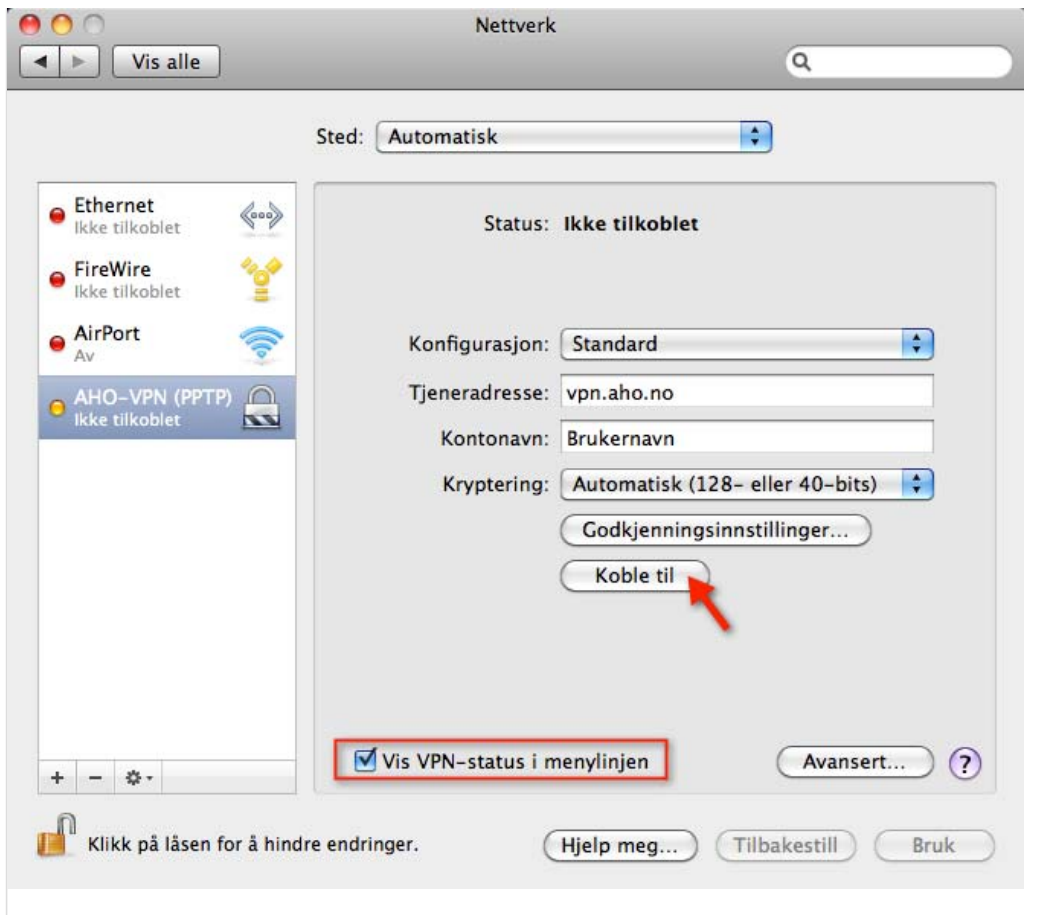 Nettverk
Vis alle
Sted: Automatisk
Ethernet
Ikke tilkoblet
FireWire
Ikke tilkoblet
AirPort
Av
AHO-VPN (PPTP)
Ikke tilkoblet
Status: Ikke tilkoblet
Konfigurasjon: Standard
Tjeneradresse: vpn.aho.no
Kontonavn: Brukernavn
Kryptering: Automatisk (128- eller 40-bits)
Godkjenningsinnstillinger...
Koble til
Vis VPN-status i menylinjen
Avansert... ?
Klikk på låsen for å hindre endringer.
Hjelp meg... Tilbakestill Bruk